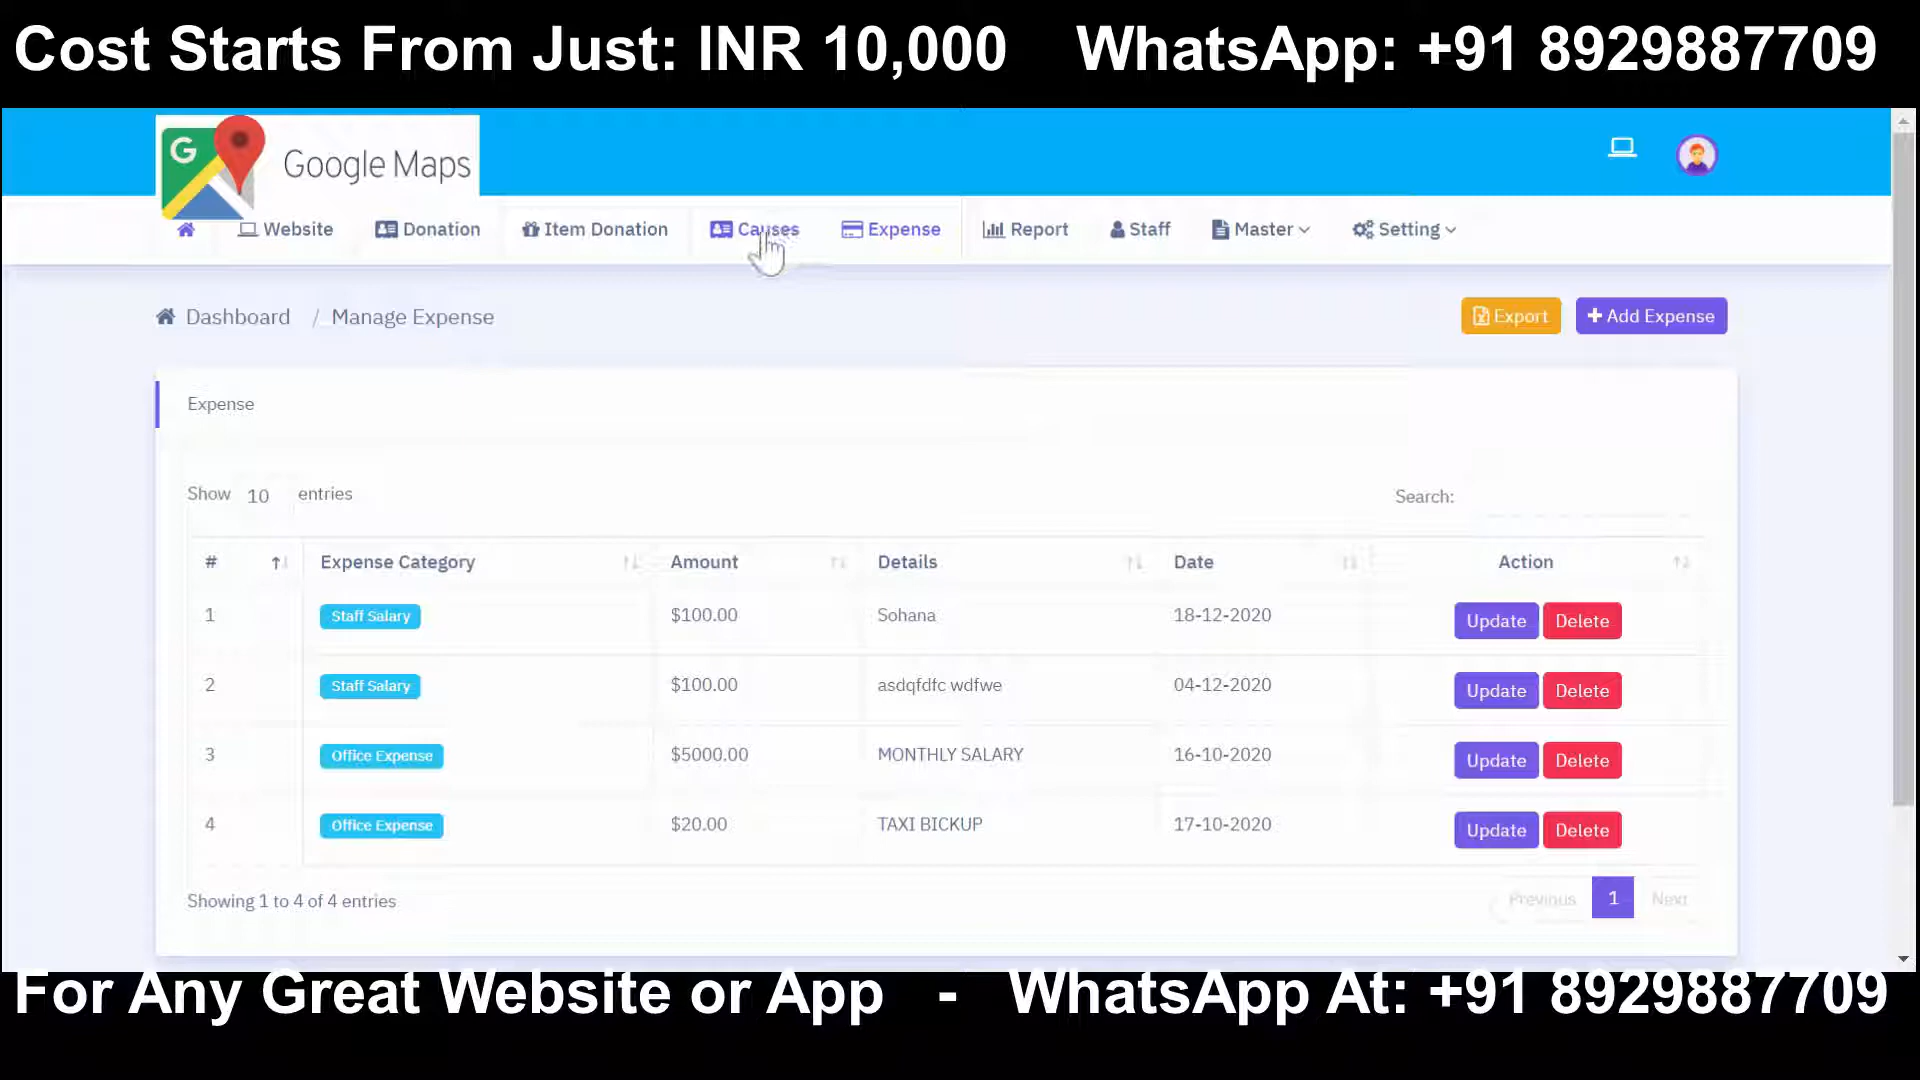 Cost Starts From Just: INR 10,000 WhatsApp: +91 8929887709
G Google Maps
Website Donation Item Donation Causes Expense Report Staff Master Setting
Dashboard / Manage Expense Export + Add Expense
Expense
Show 10 entries Search:
# Expense Category Amount Details Date Action
1 Staff Salary $100.00 Sohana 18-12-2020 Update Delete
2 Staff Salary $100.00 asdqfdfc wdfwe 04-12-2020 Update Delete
3 Office Expense $5000.00 MONTHLY SALARY 16-10-2020 Update Delete
4 Office Expense $20.00 TAXI BICKUP 17-10-2020 Update Delete
Showing 1 to 4 of 4 entries Previous 1 Next
For Any Great Website or App - WhatsApp At: +91 8929887709